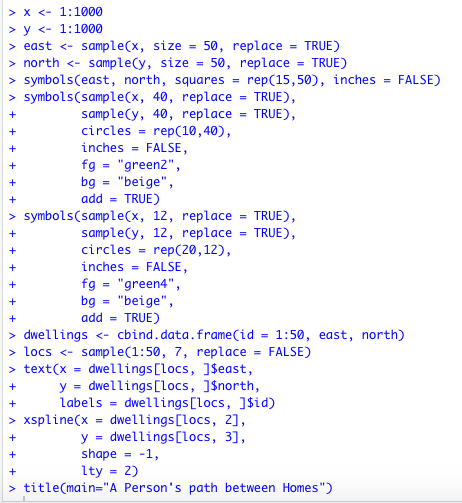 > x <- 1:1000
> y <- 1:1000
> east <- sample(x, size = 50, replace = TRUE)
> north <- sample(y, size = 50, replace = TRUE)
> symbols(east, north, squares = rep(15,50), inches = FALSE)
> symbols(sample(x, 40, replace = TRUE),
+         sample(y, 40, replace = TRUE),
+         circles = rep(10,40),
+         inches = FALSE,
+         fg = "green2",
+         bg = "beige",
+         add = TRUE)
> symbols(sample(x, 12, replace = TRUE),
+         sample(y, 12, replace = TRUE),
+         circles = rep(20,12),
+         inches = FALSE,
+         fg = "green4",
+         bg = "beige",
+         add = TRUE)
> dwellings <- cbind.data.frame(id = 1:50, east, north)
> locs <- sample(1:50, 7, replace = FALSE)
> text(x = dwellings[locs, ]$east,
+      y = dwellings[locs, ]$north,
+      labels = dwellings[locs, ]$id)
> xspline(x = dwellings[locs, 2],
+         y = dwellings[locs, 3],
+         shape = -1,
+         lty = 2)
> title(main="A Person's path between Homes")